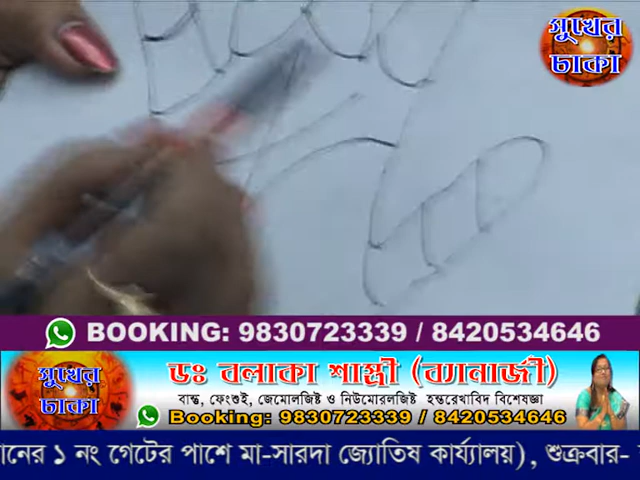 সুখের
চাকা
BOOKING: 9830723339 / 8420534646
সুখের
চাকা
ডঃ বলাকা শাস্ত্রী (ব্যানার্জী)
বাস্তু, ফেংশুই, জেমোলজিষ্ট ও নিউমোরলজিষ্ট হস্তরেখাবিদ বিশেষজ্ঞা
Booking: 9830723339 / 8420534646
নের ১ নং গেটের পাশে মা-সারদা জ্যোতিষ কার্য্যালয়), শুক্রবার-